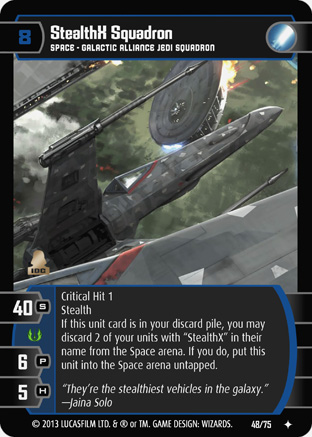 8
StealthX Squadron
SPACE - GALACTIC ALLIANCE JEDI SQUADRON
IDC
40 S
6 P
5 H
Critical Hit 1
Stealth
If this unit card is in your discard pile, you may
discard 2 of your units with “StealthX” in their
name from the Space arena. If you do, put this
unit into the Space arena untapped.
“They’re the stealthiest vehicles in the galaxy.”
—Jaina Solo
© 2013 LUCASFILM LTD. & ® or TM. GAME DESIGN: WIZARDS.
48/75